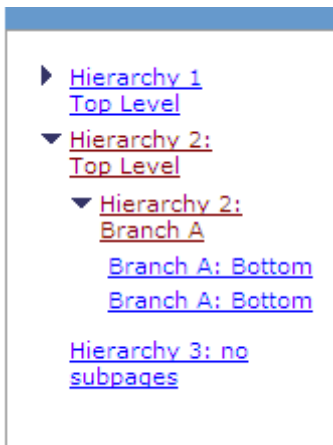 Hierarchy 1
Top Level
Hierarchy 2:
Top Level
Hierarchy 2:
Branch A
Branch A: Bottom
Branch A: Bottom
Hierarchy 3: no
subpages